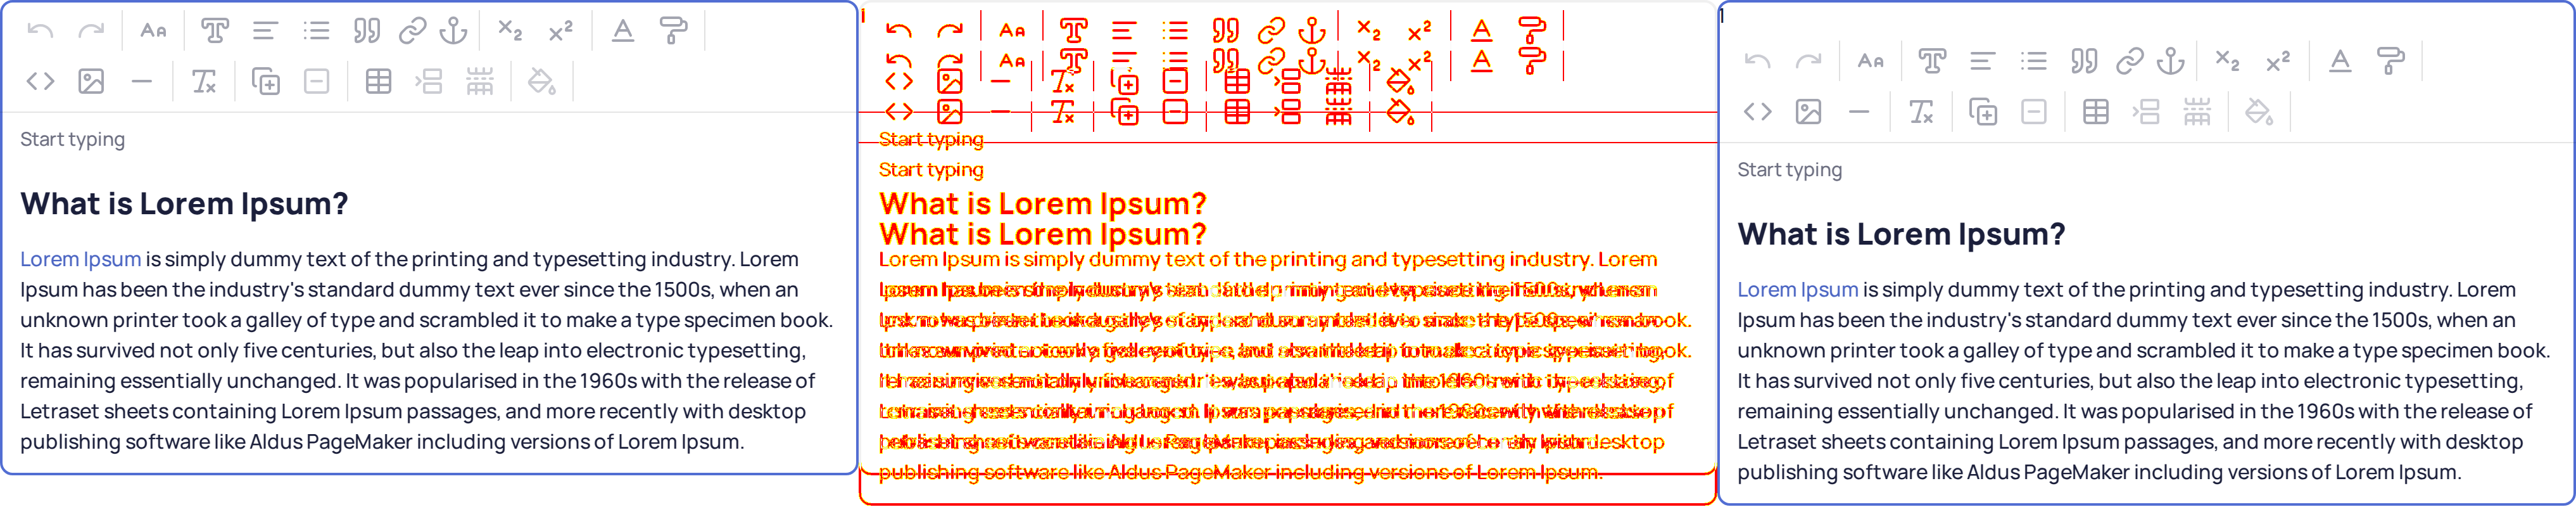 Start typing
What is Lorem Ipsum?
Lorem Ipsum is simply dummy text of the printing and typesetting industry. Lorem
Ipsum has been the industry's standard dummy text ever since the 1500s, when an
unknown printer took a galley of type and scrambled it to make a type specimen book.
It has survived not only five centuries, but also the leap into electronic typesetting,
remaining essentially unchanged. It was popularised in the 1960s with the release of
Letraset sheets containing Lorem Ipsum passages, and more recently with desktop
publishing software like Aldus PageMaker including versions of Lorem Ipsum.
Start typing
Start typing
What is Lorem Ipsum?
What is Lorem Ipsum?
Lorem Ipsum is simply dummy text of the printing and typesetting industry. Lorem
publishing software like Aldus PageMaker including versions of Lorem Ipsum.
Start typing
What is Lorem Ipsum?
Lorem Ipsum is simply dummy text of the printing and typesetting industry. Lorem
Ipsum has been the industry's standard dummy text ever since the 1500s, when an
unknown printer took a galley of type and scrambled it to make a type specimen book.
It has survived not only five centuries, but also the leap into electronic typesetting,
remaining essentially unchanged. It was popularised in the 1960s with the release of
Letraset sheets containing Lorem Ipsum passages, and more recently with desktop
publishing software like Aldus PageMaker including versions of Lorem Ipsum.